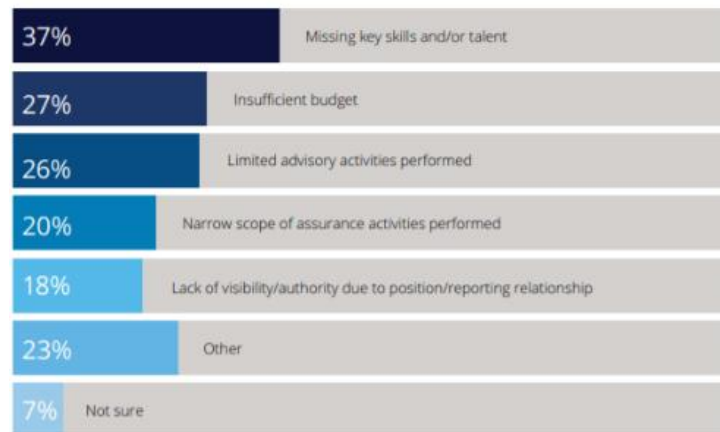 37% Missing key skills and/or talent
27% Insufficient budget
26% Limited advisory activities performed
20% Narrow scope of assurance activities performed
18% Lack of visibility/authority due to position/reporting relationship
23% Other
7% Not sure